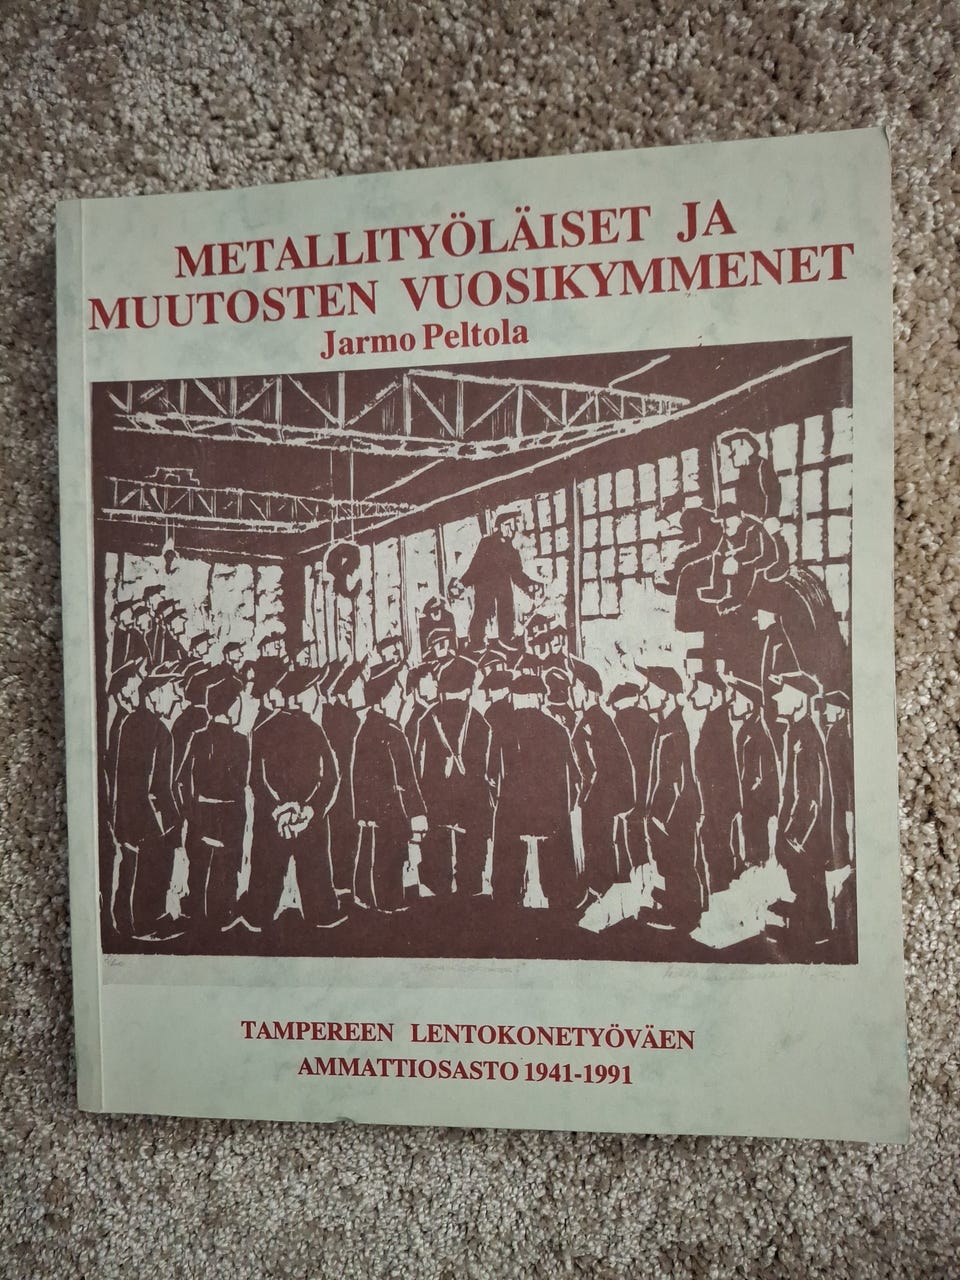 METALLITYÖLÄISET JA
MUUTOSTEN VUOSIKYMMENET
Jarmo Peltola
TAMPEREEN LENTOKONETYÖVÄEN
AMMATTIOSASTO 1941-1991